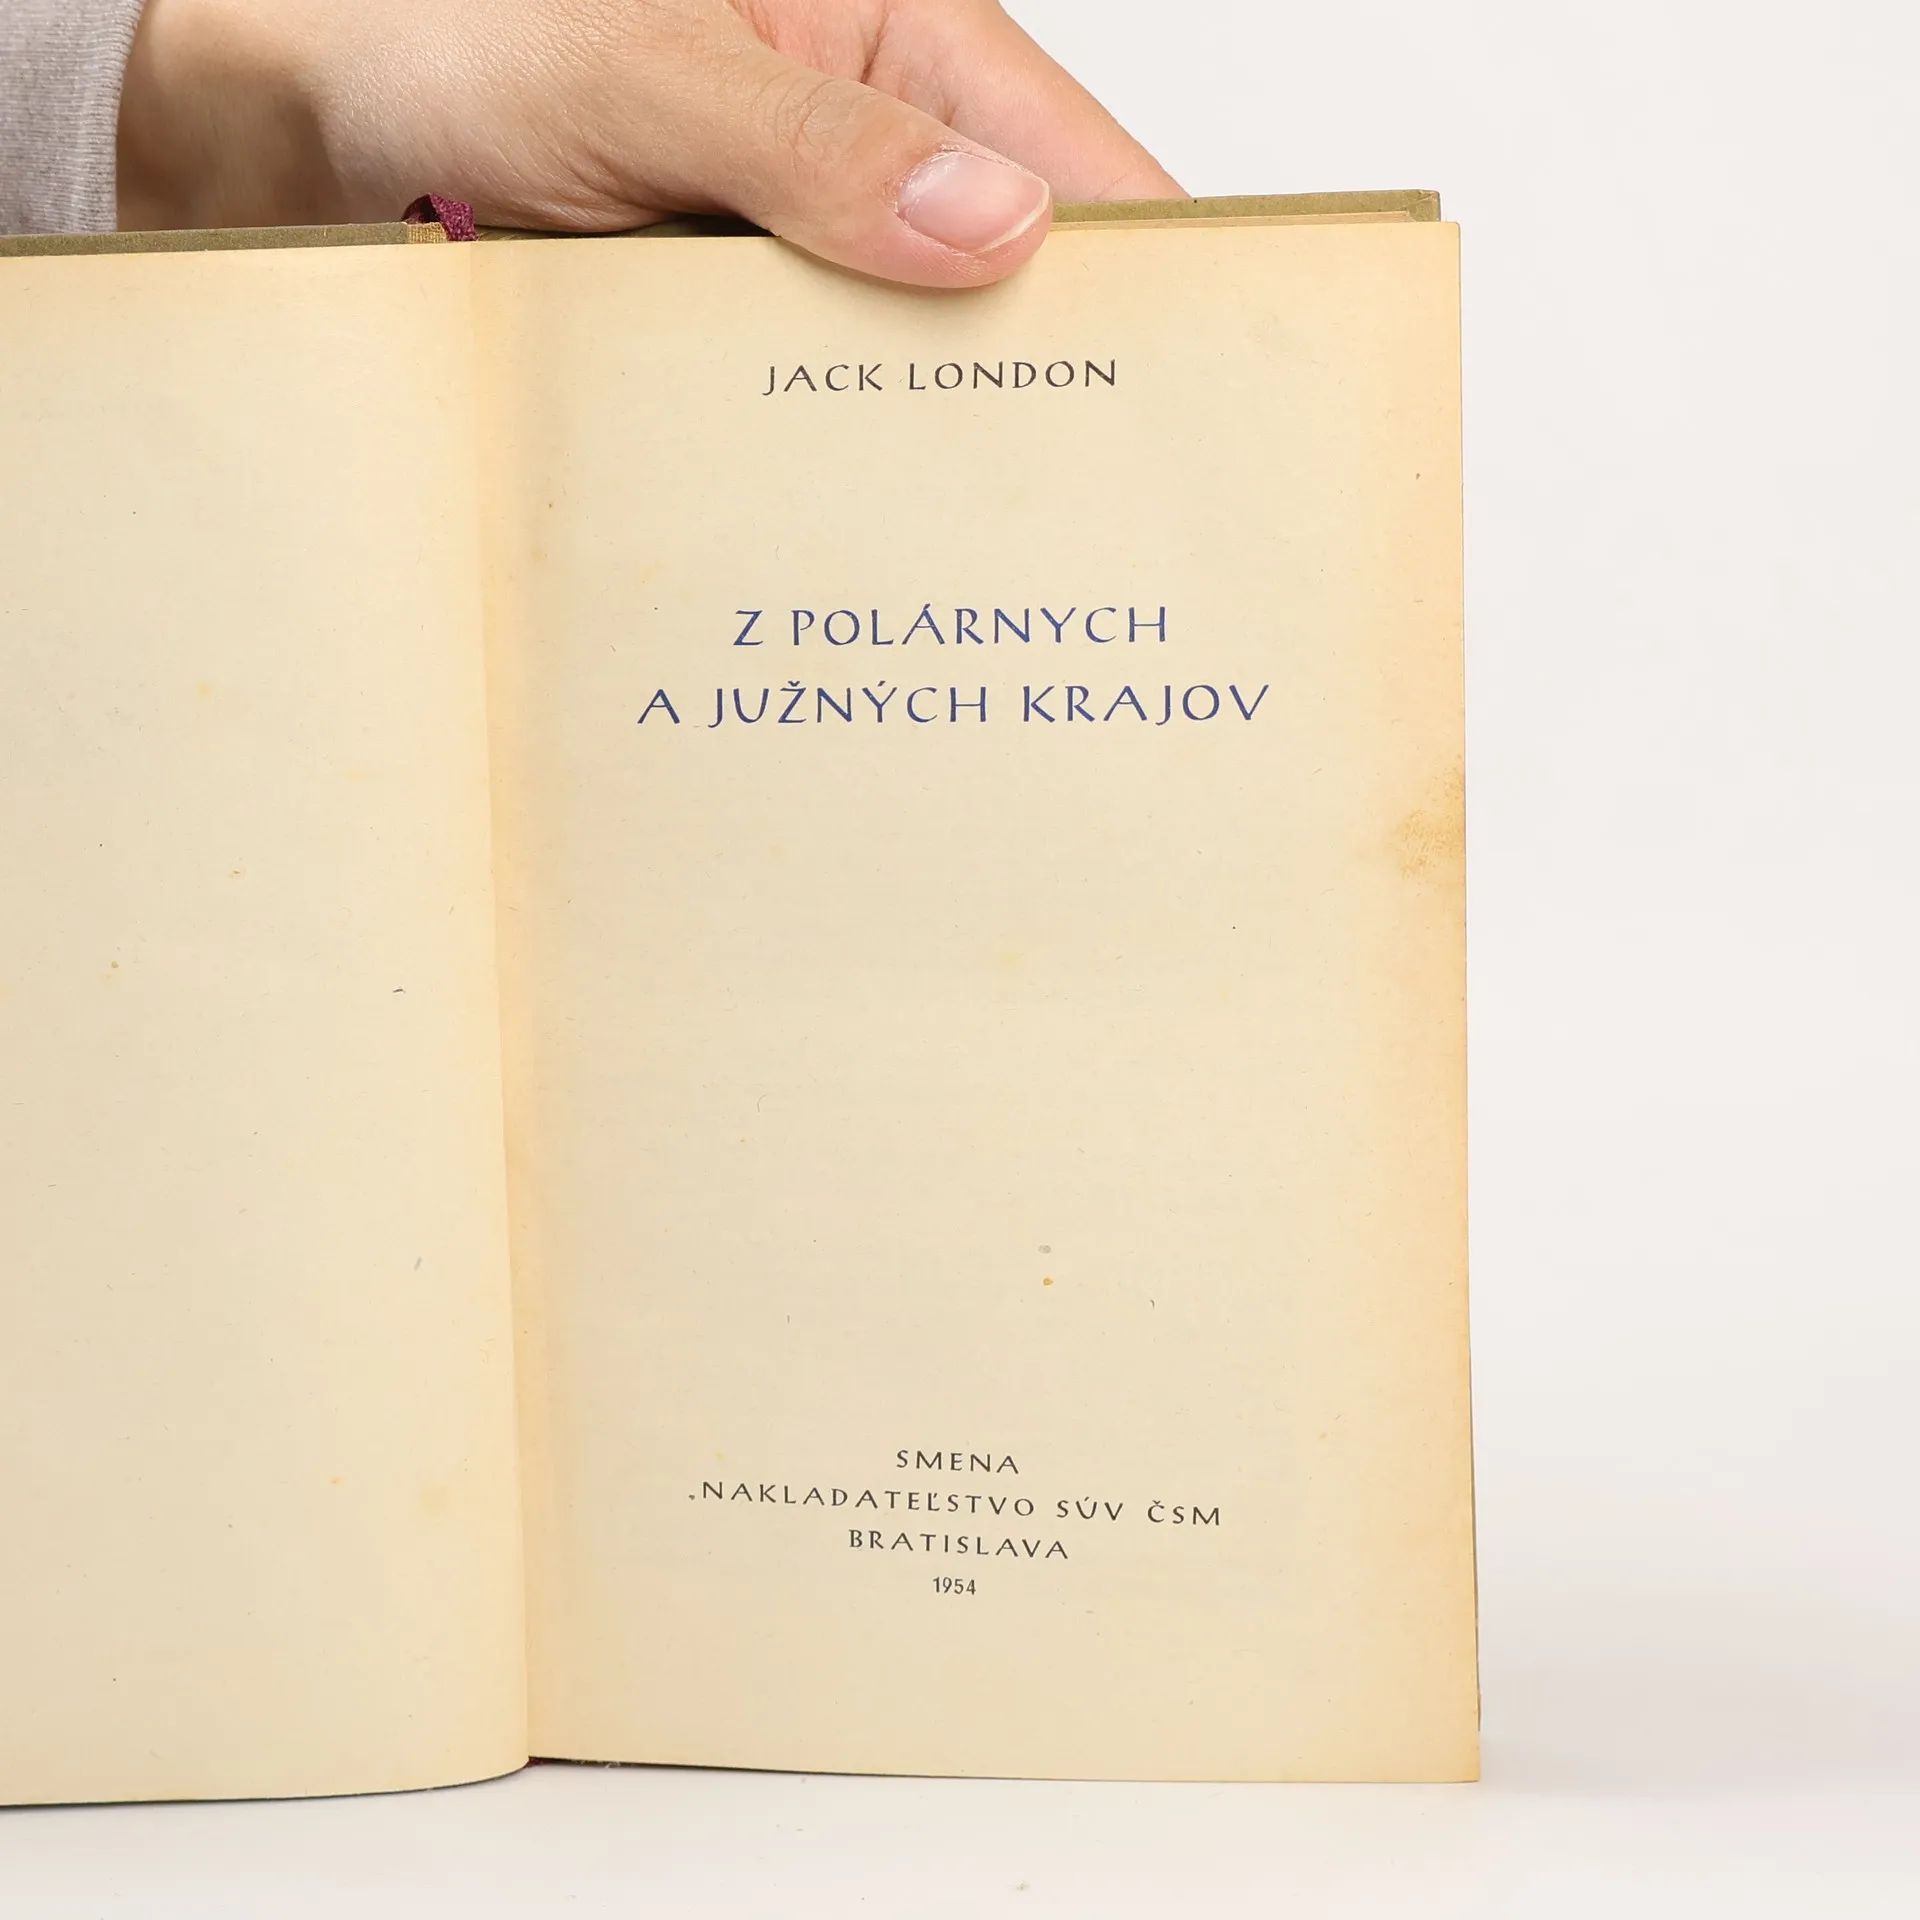 JACK LONDON
Z POLÁRNYCH
A JUŽNÝCH KRAJOV
SMENA
NAKLADATEĽSTVO SÚV ČSM
BRATISLAVA
1954